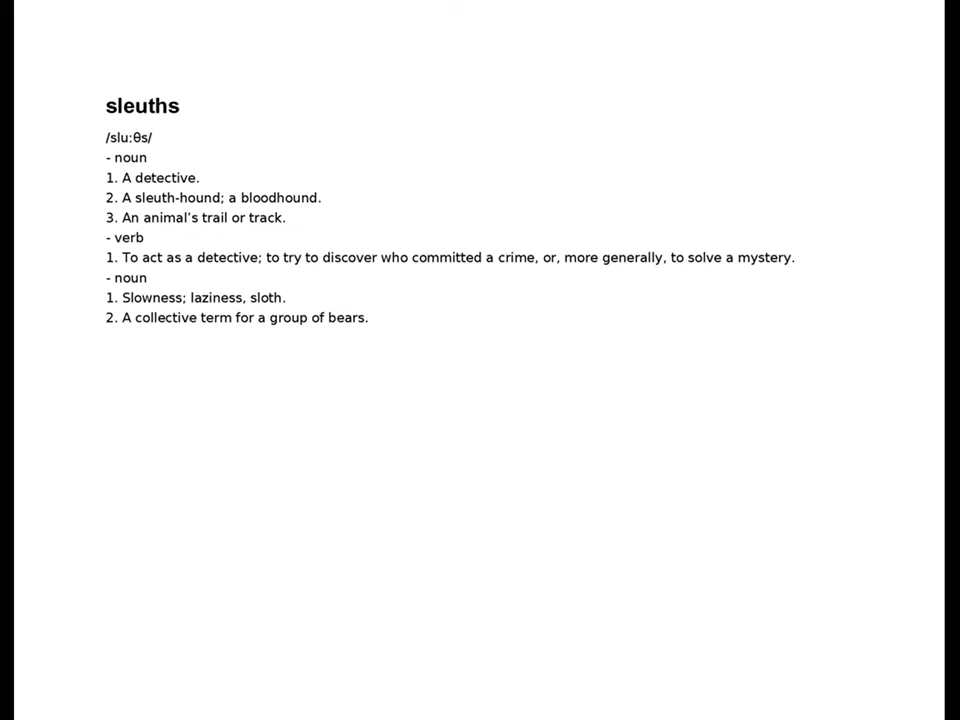 sleuths
/slu:θs/
- noun
1. A detective.
2. A sleuth-hound; a bloodhound.
3. An animal’s trail or track.
- verb
1. To act as a detective; to try to discover who committed a crime, or, more generally, to solve a mystery.
- noun
1. Slowness; laziness, sloth.
2. A collective term for a group of bears.